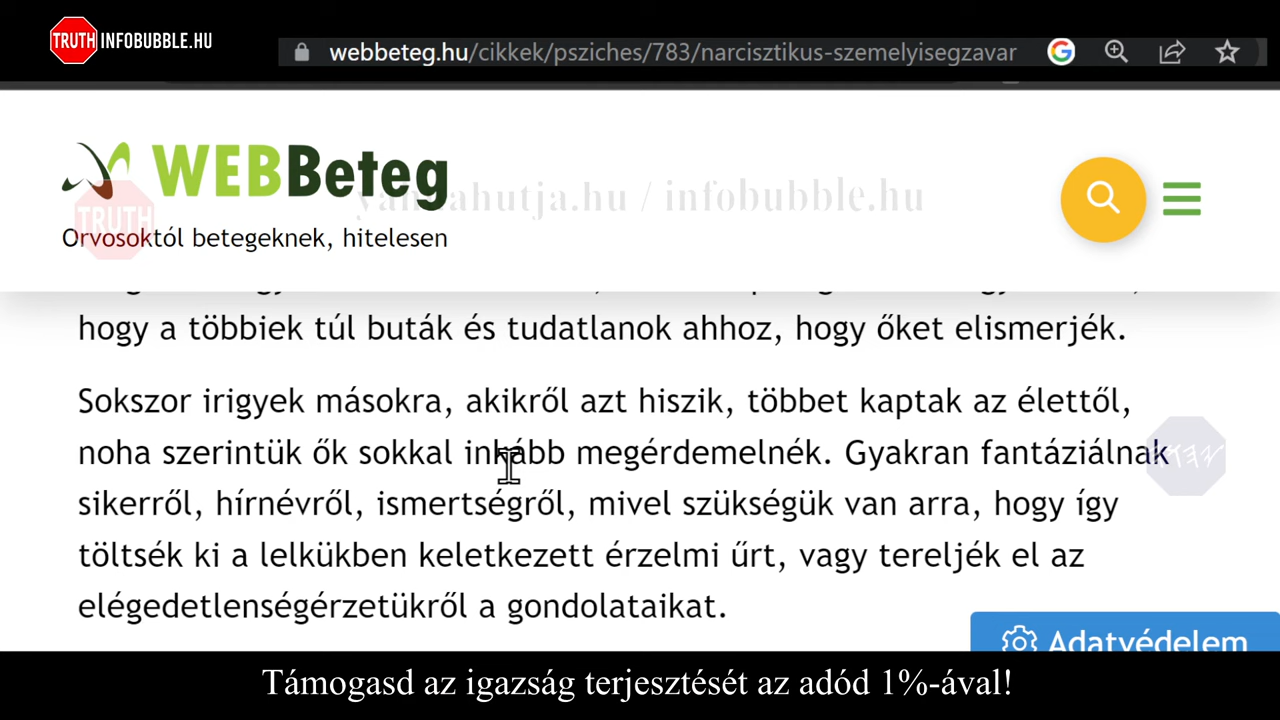 TRUTH INFOBUBBLE.HU
webbeteg.hu/cikkek/psziches/783/narcisztikus-szemelyisegzavar
WEBBeteg
/ infobubble.hu
TRUTH
Orvosoktól betegeknek, hitelesen
hogy a többiek túl buták és tudatlanok ahhoz, hogy őket elismerjék.
Sokszor irigyek másokra, akikről azt hiszik, többet kaptak az élettől,
noha szerintük ők sokkal inkább megérdemelnék. Gyakran fantáziálnak
sikerről, hírnévről, ismertségről, mivel szükségük van arra, hogy így
töltsék ki a lelkükben keletkezett érzelmi űrt, vagy tereljék el az
elégedetlenségérzetükről a gondolataikat.
Adatvédelem
Támogasd az igazság terjesztését az adód 1%-ával!